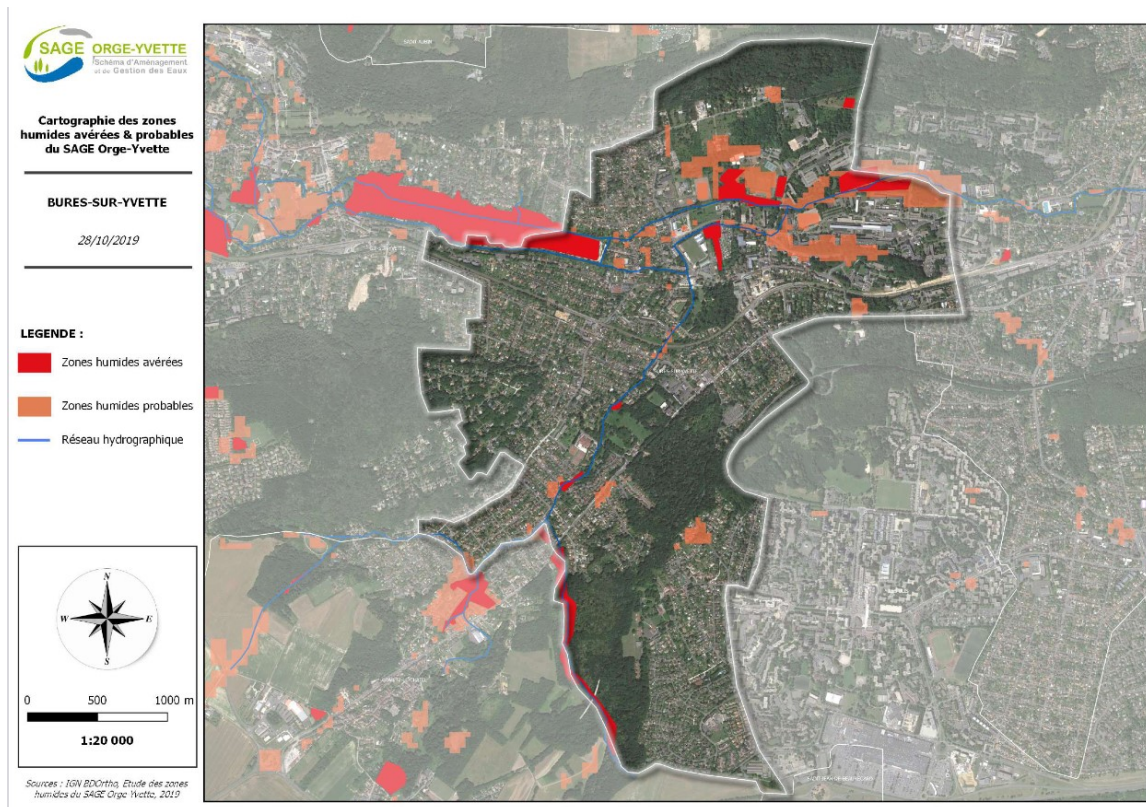 SAGE ORGE-YVETTE
Schéma d'Aménagement
et de Gestion des Eaux
Cartographie des zones
humides avérées & probables
du SAGE Orge-Yvette
BURES-SUR-YVETTE
28/10/2019
LEGENDE :
Zones humides avérées
Zones humides probables
Réseau hydrographique
N
W E
S
0 500 1000 m
1:20 000
Sources : IGN BDOrtho, Etude des zones
humides du SAGE Orge Yvette, 2019